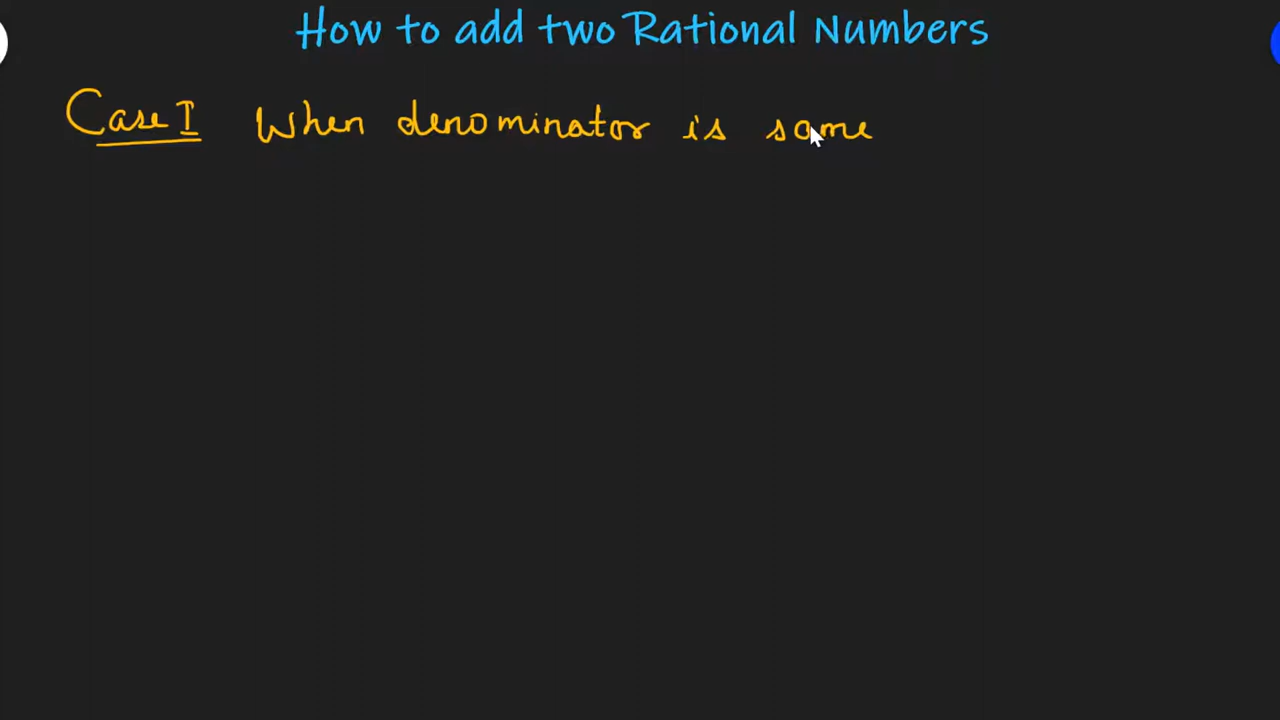 How to add two Rational Numbers
Case I When denominator is same